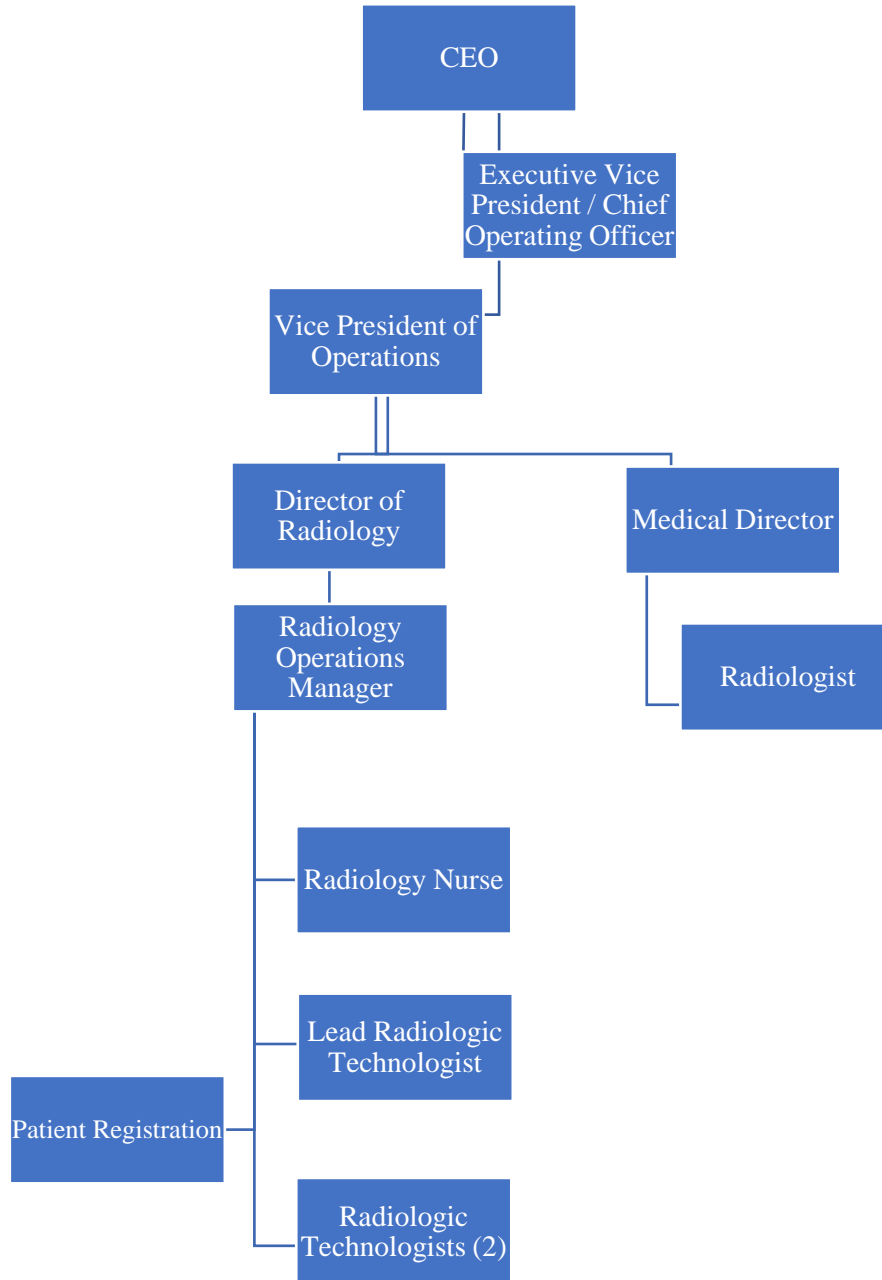 CEO
Executive Vice
President / Chief
Operating Officer
Vice President of
Operations
Director of
Radiology
Medical Director
Radiology
Operations
Manager
Radiologist
Radiology Nurse
Lead Radiologic
Technologist
Patient Registration
Radiologic
Technologists (2)